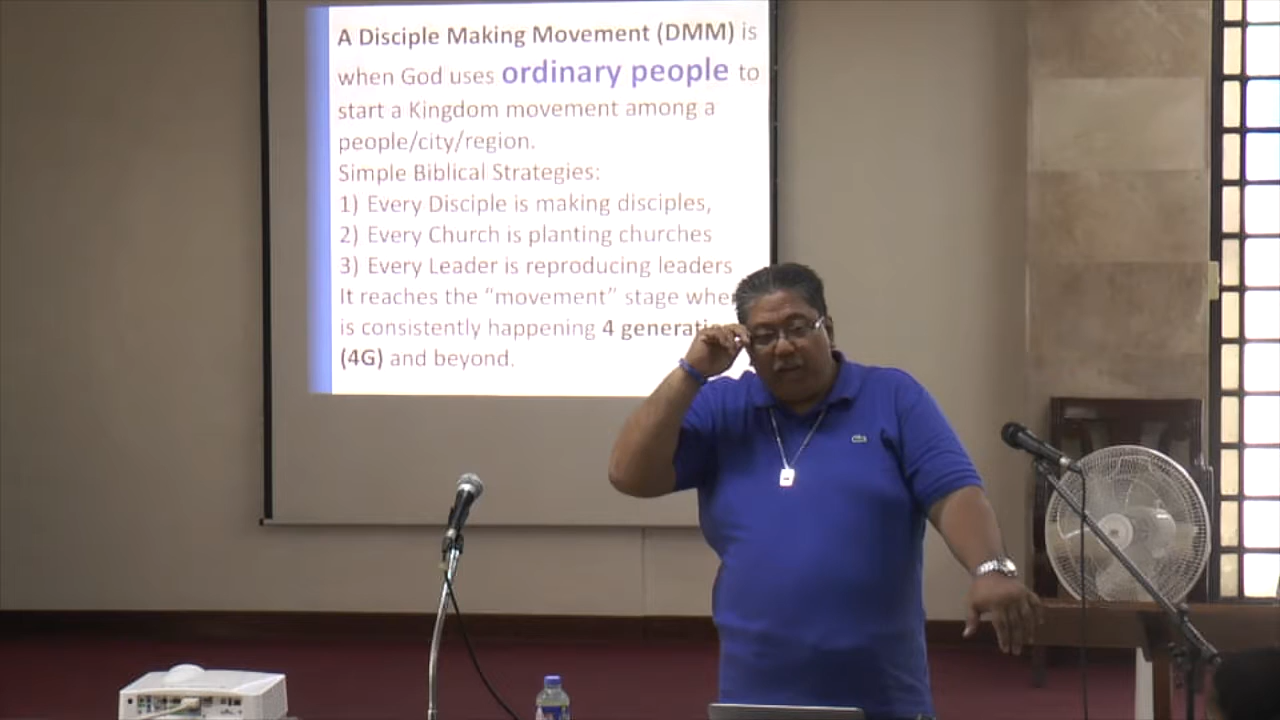 A Disciple Making Movement (DMM) is
when God uses ordinary people to
start a Kingdom movement among a
people/city/region.
Simple Biblical Strategies:
1) Every Disciple is making disciples,
2) Every Church is planting churches
3) Every Leader is reproducing leaders
It reaches the “movement” stage
is consistently happening 4
(4G) and beyond.